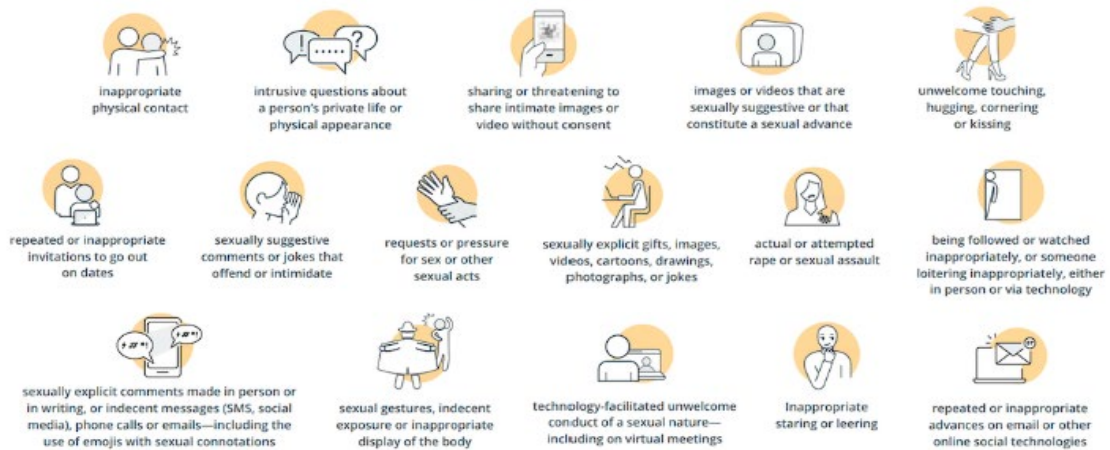 inappropriate
physical contact
intrusive questions about
a person's private life or
physical appearance
sharing or threatening to
share intimate images or
video without consent
images or videos that are
sexually suggestive or that
constitute a sexual advance
unwelcome touching,
hugging, cornering
or kissing
repeated or inappropriate
invitations to go out
on dates
sexually suggestive
comments or jokes that
offend or intimidate
requests or pressure
for sex or other
sexual acts
sexually explicit gifts, images,
videos, cartoons, drawings,
photographs, or jokes
actual or attempted
rape or sexual assault
being followed or watched
inappropriately, or someone
loitering inappropriately, either
in person or via technology
sexually explicit comments made in person or
in writing, or indecent messages (SMS, social
media), phone calls or emails—including the
use of emojis with sexual connotations
sexual gestures, indecent
exposure or inappropriate
display of the body
technology-facilitated unwelcome
conduct of a sexual nature—
including on virtual meetings
Inappropriate
staring or leering
repeated or inappropriate
advances on email or other
online social technologies